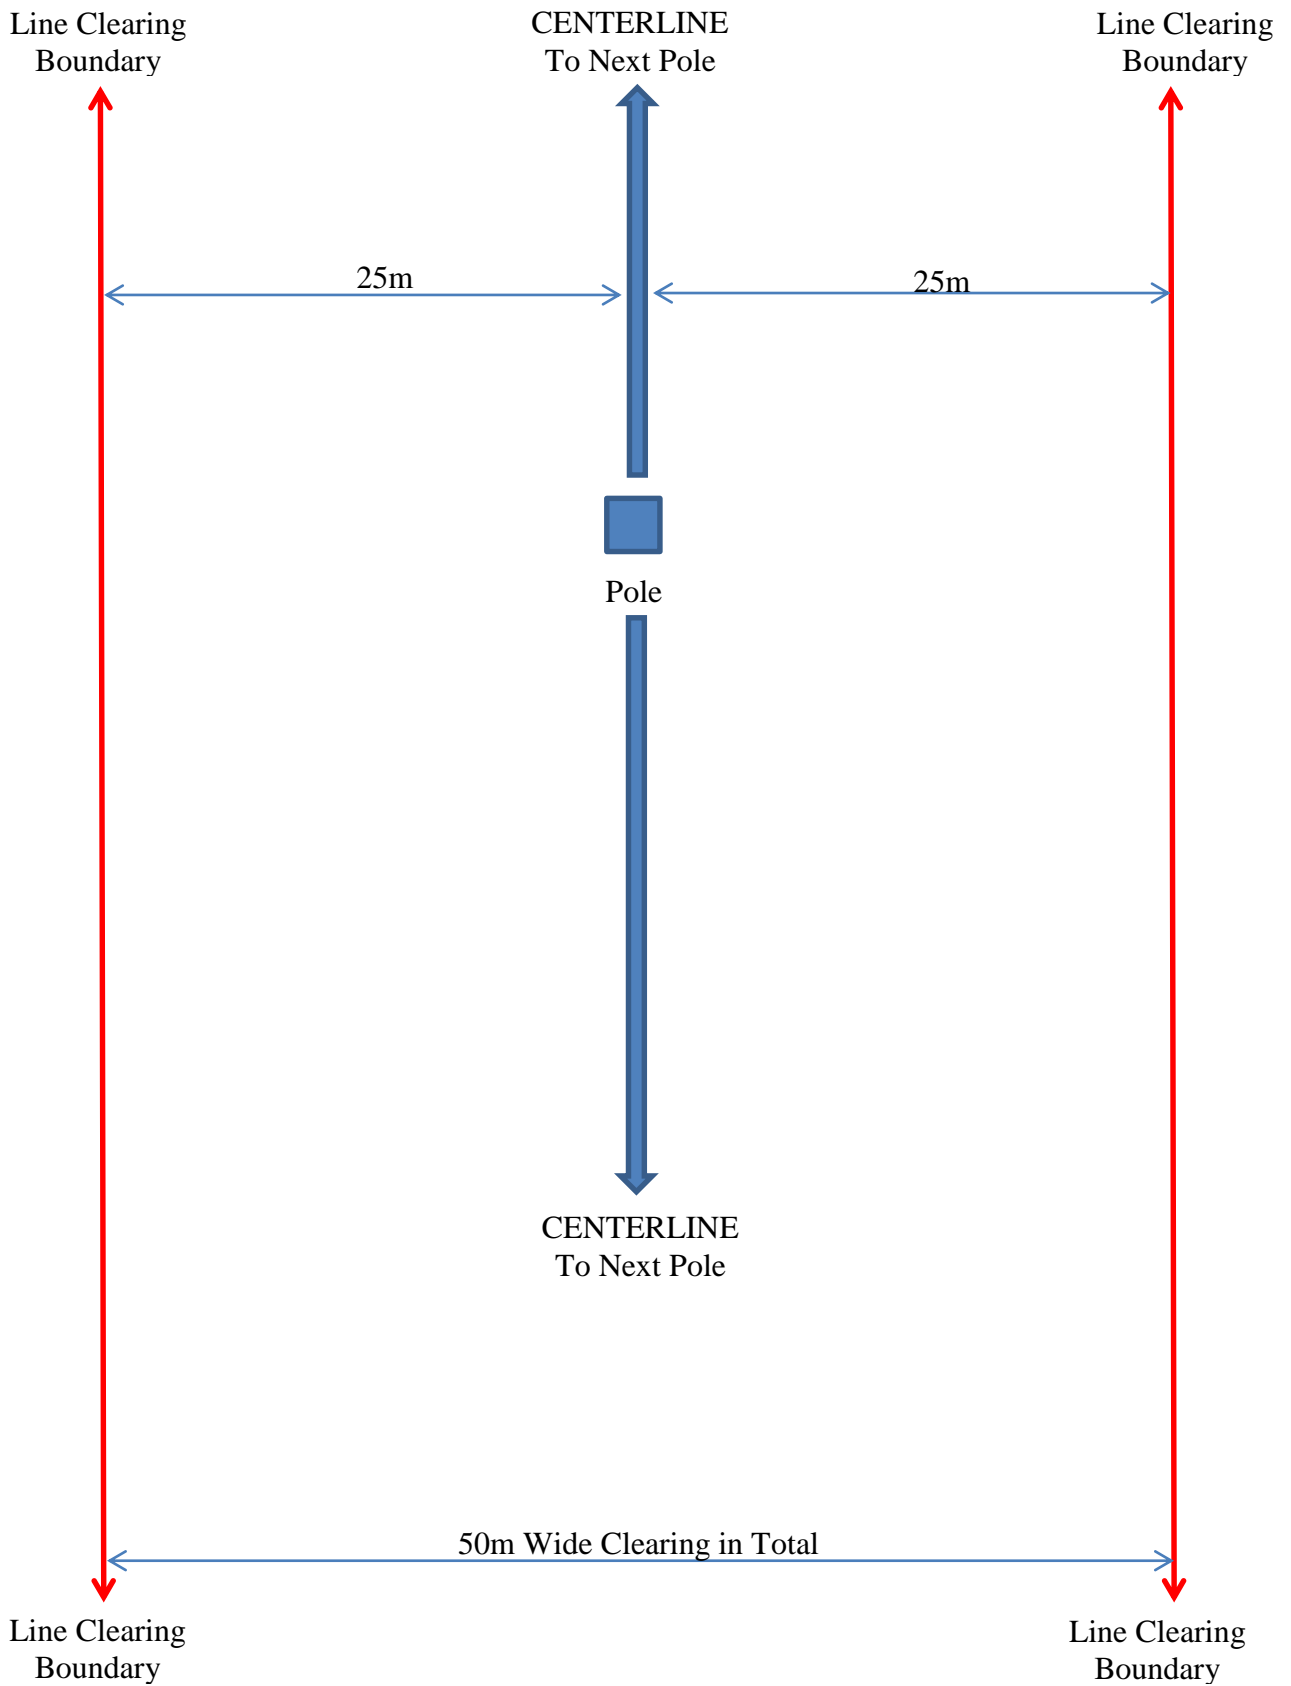 Line Clearing
Boundary
CENTERLINE
To Next Pole
Line Clearing
Boundary
25m
25m
Pole
CENTERLINE
To Next Pole
50m Wide Clearing in Total
Line Clearing
Boundary
Line Clearing
Boundary